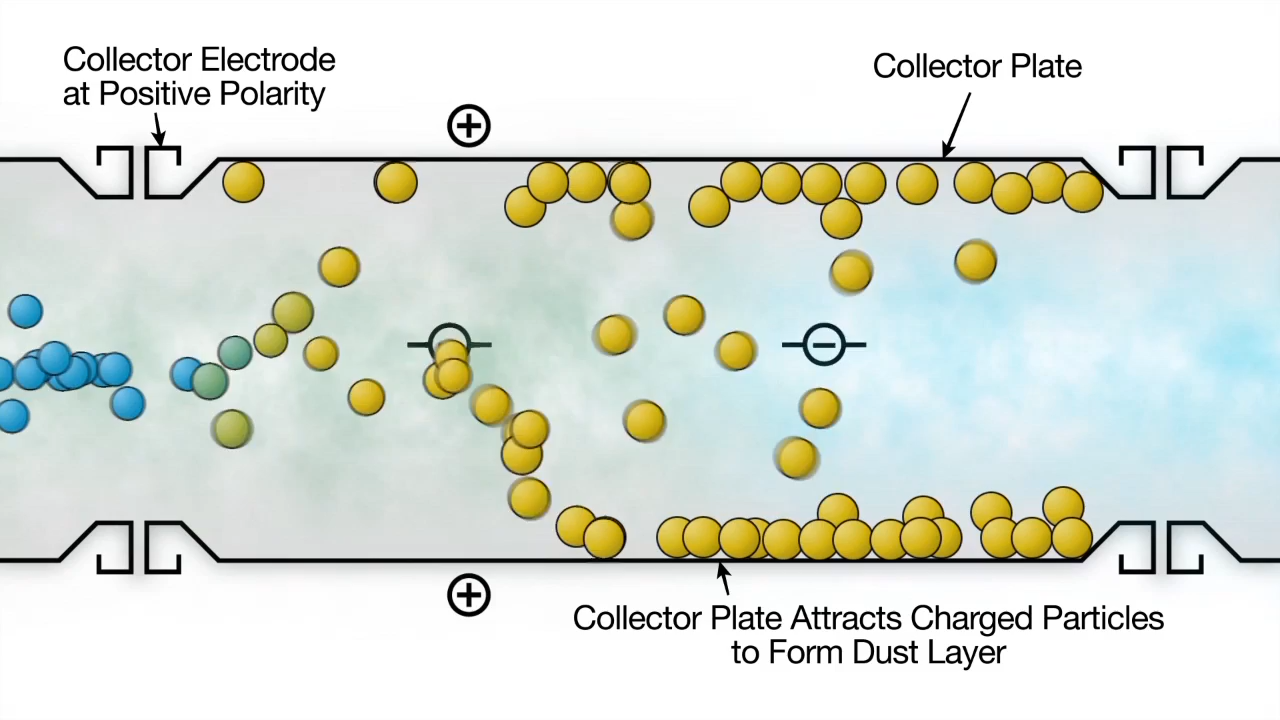 Collector Electrode
at Positive Polarity
Collector Plate
Collector Plate Attracts Charged Particles
to Form Dust Layer